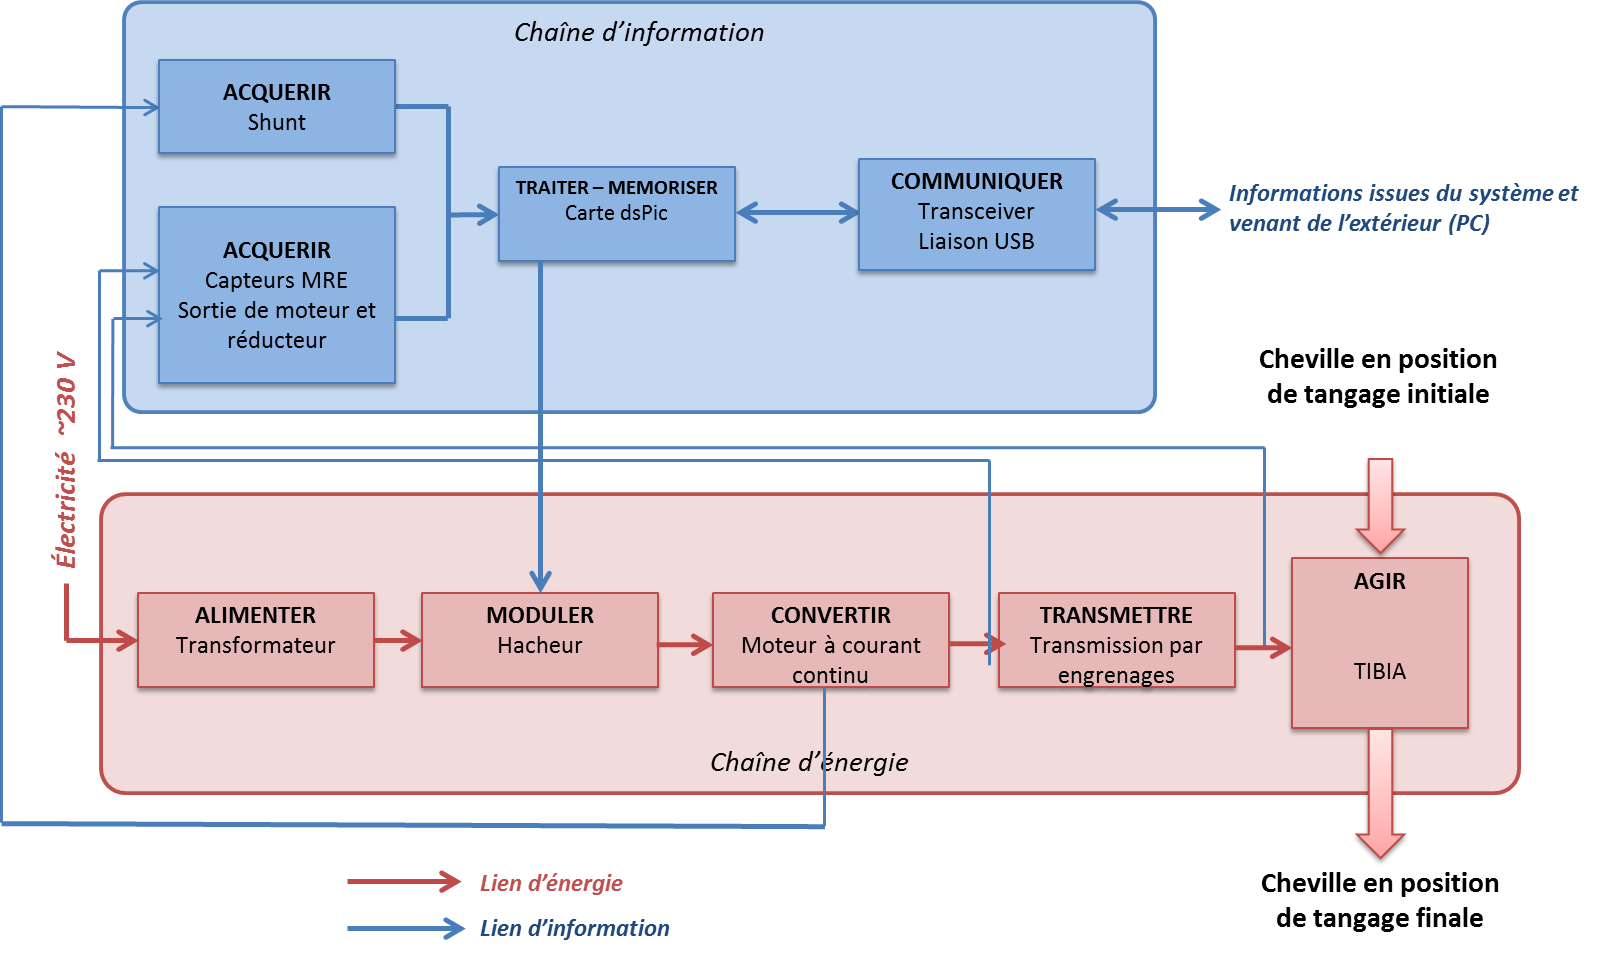 Chaîne d’information
ACQUERIR
Shunt
ACQUERIR
Capteurs MRE
Sortie de moteur et
réducteur
TRAITER – MEMORISER
Carte dsPic
COMMUNIQUER
Transceiver
Liaison USB
Informations issues du système et
venant de l’extérieur (PC)
Électricité ~230 V
Cheville en position
de tangage initiale
ALIMENTER
Transformateur
MODULER
Hacheur
CONVERTIR
Moteur à courant
continu
TRANSMETTRE
Transmission par
engrenages
AGIR
TIBIA
Chaîne d’énergie
Cheville en position
de tangage finale
Lien d’énergie
Lien d’information